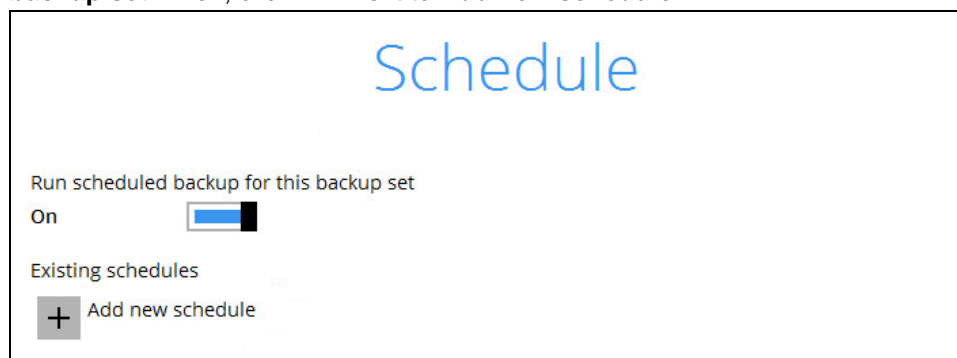 Schedule
Run scheduled backup for this backup set
On
Existing schedules
+ Add new schedule